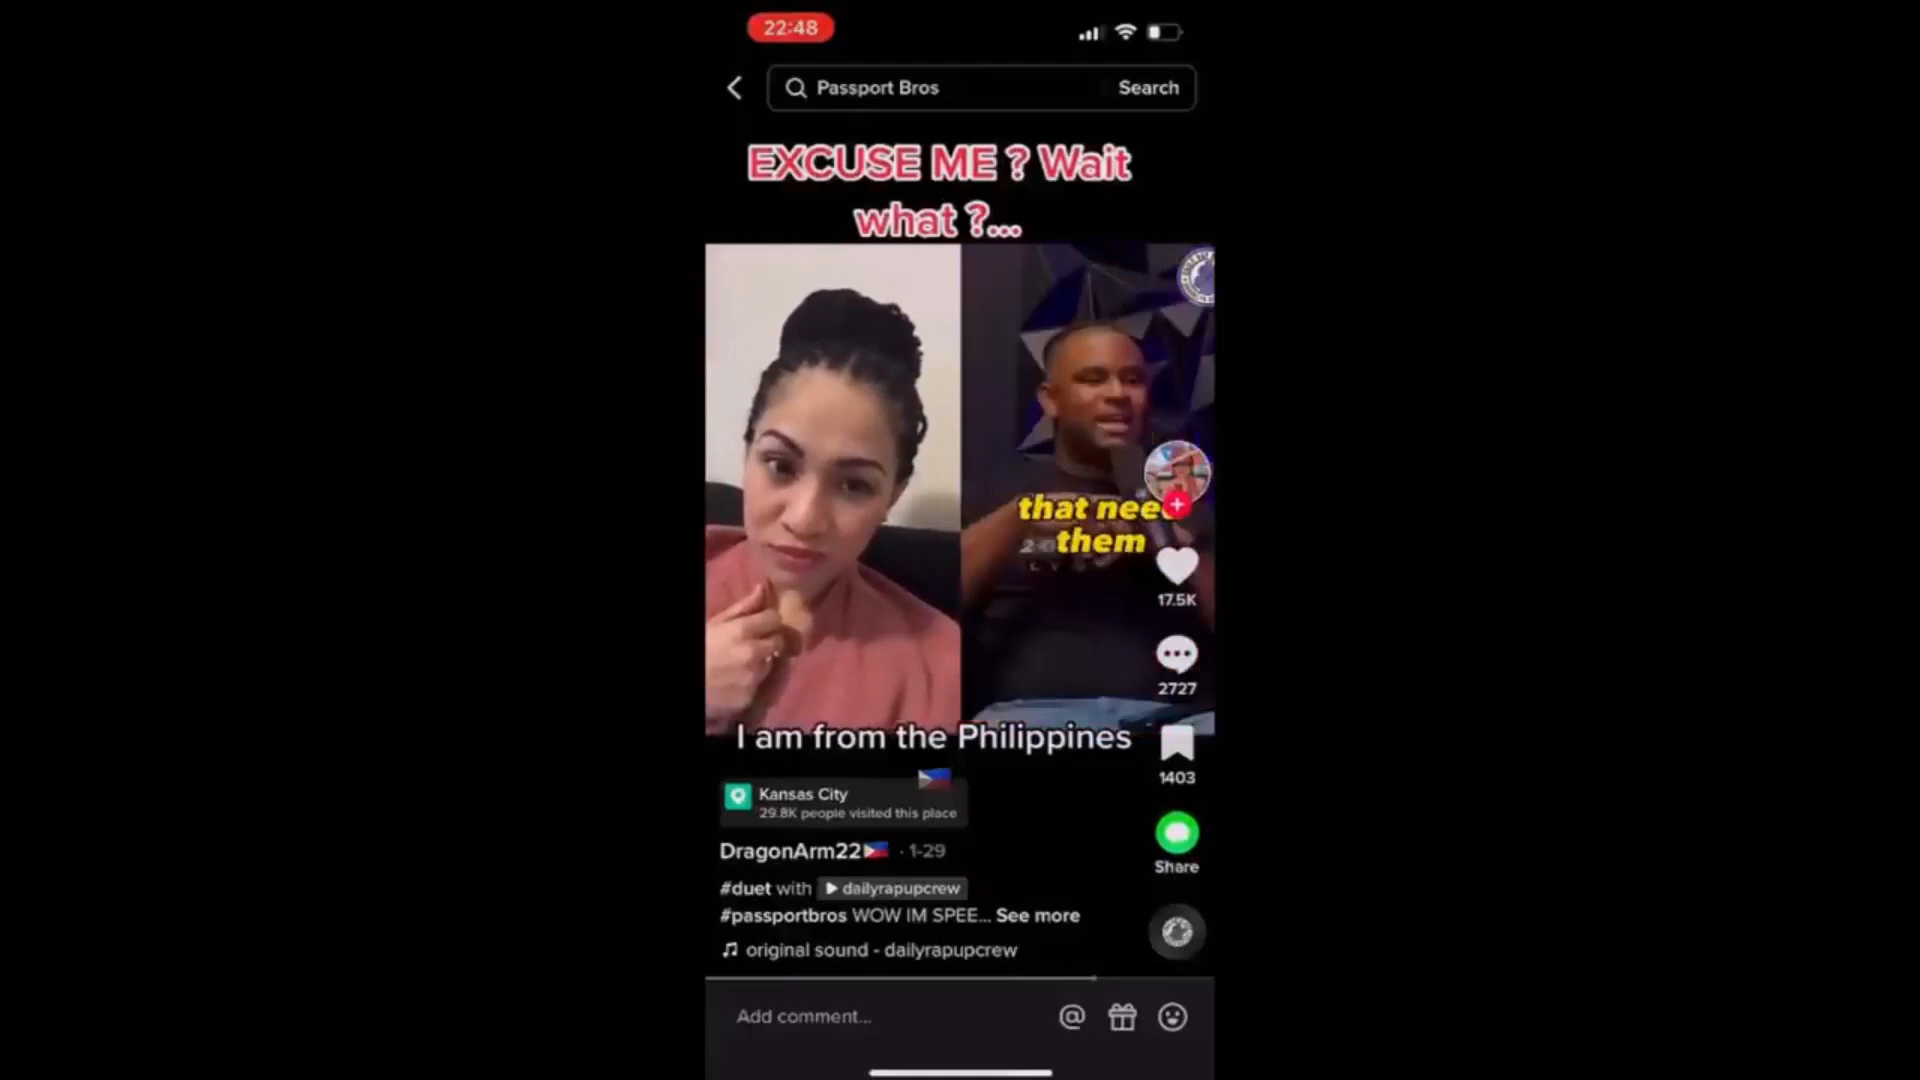 22:48
Passport Bros
Search
EXCUSE ME ? Wait
what ?...
that nee
them
17.5K
2727
I am from the Philippines
1403
Kansas City
29.8K people visited this place
DragonArm22🇵🇭 · 1-29
Share
#duet with ▶ dailyrapupcrew
#passportbros WOW IM SPEE... See more
♫ original sound - dailyrapupcrew
Add comment...